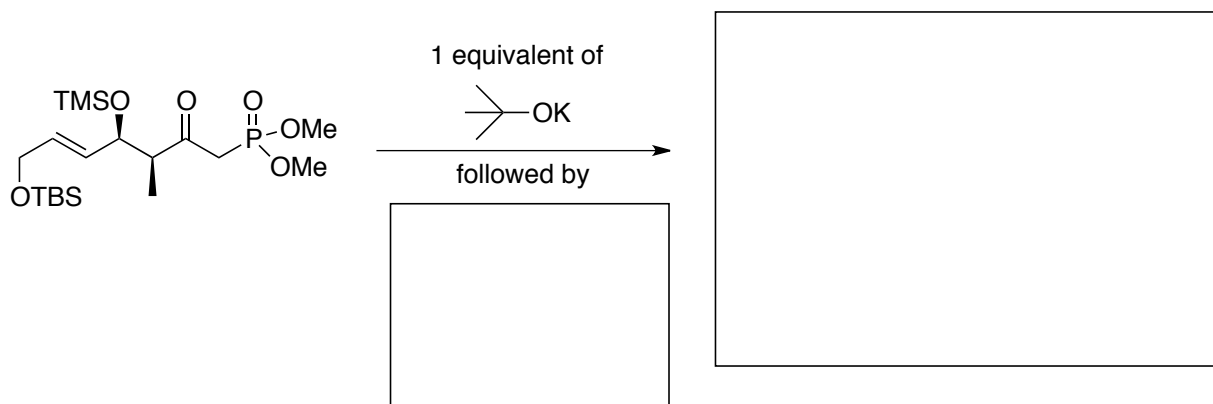 1 equivalent of
OK
followed by
TMSO
O
O
P
OMe
OMe
OTBS